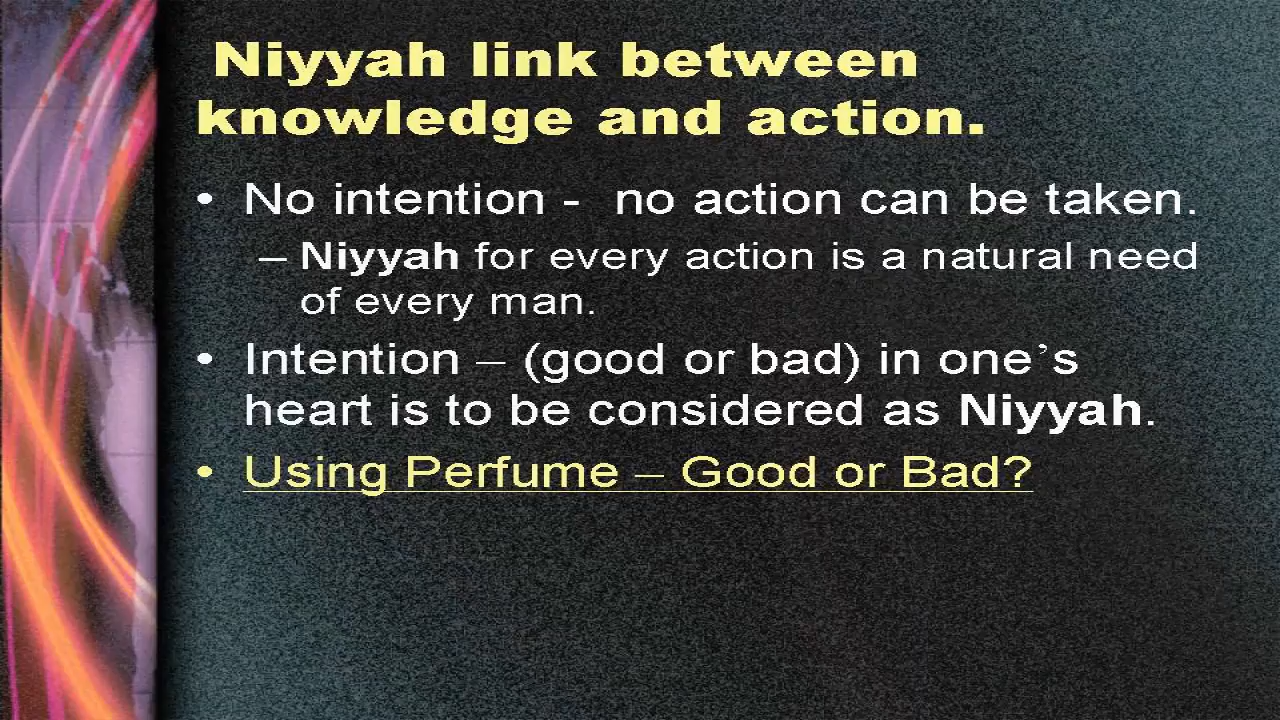 Niyyah link between
knowledge and action.
• No intention -  no action can be taken.
– Niyyah for every action is a natural need
of every man.
• Intention – (good or bad) in one’s
heart is to be considered as Niyyah.
• Using Perfume – Good or Bad?